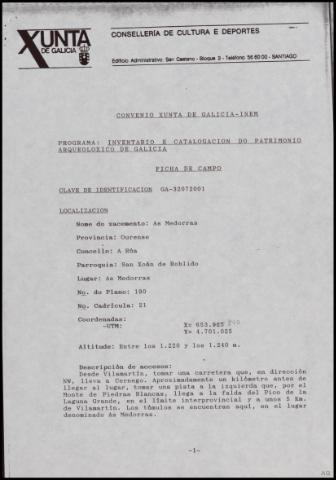 XUNTA
DE GALICIA
CONSELLERÍA DE CULTURA E DEPORTES
Edificio Administrativo San Caetano - Bloque 3 - Teléfono 56 60 00 - SANTIAGO
CONVENIO XUNTA DE GALICIA-INEM
PROGRAMA: INVENTARIO E CATALOGACION DO PATRIMONIO
ARQUEOLOXICO DE GALICIA
FICHA DE CAMPO
CLAVE DE IDENTIFICACION GA-32072001
LOCALIZACION
Nome do xacemento: As Medorras
Provincia: Ourense
Concello: A Rúa
Parroquia: San Xoán de Roblido
Lugar: As Medorras
Nq. do Plano: 190
Nq. Cadrícula: 21
Coordenadas:
-UTM: X= 653.925
Y= 4.701.025
Altitude: Entre los 1.220 y los 1.240 m.
Descripción de accesos:
Desde Vilamartín, tomar una carretera que, en dirección
NW, lleva a Cernego. Aproximadamente un kilómetro antes de
llegar al lugar, tomar una pista a la izquierda que, por el
Monte de Piedras Blancas, llega a la falda del Pico de la
Laguna Grande, en el límite interprovincial y a unos 5 Km.
de Vilamartín. Los túmulos se encuentran aquí, en el lugar
denominado As Medorras.
-1-